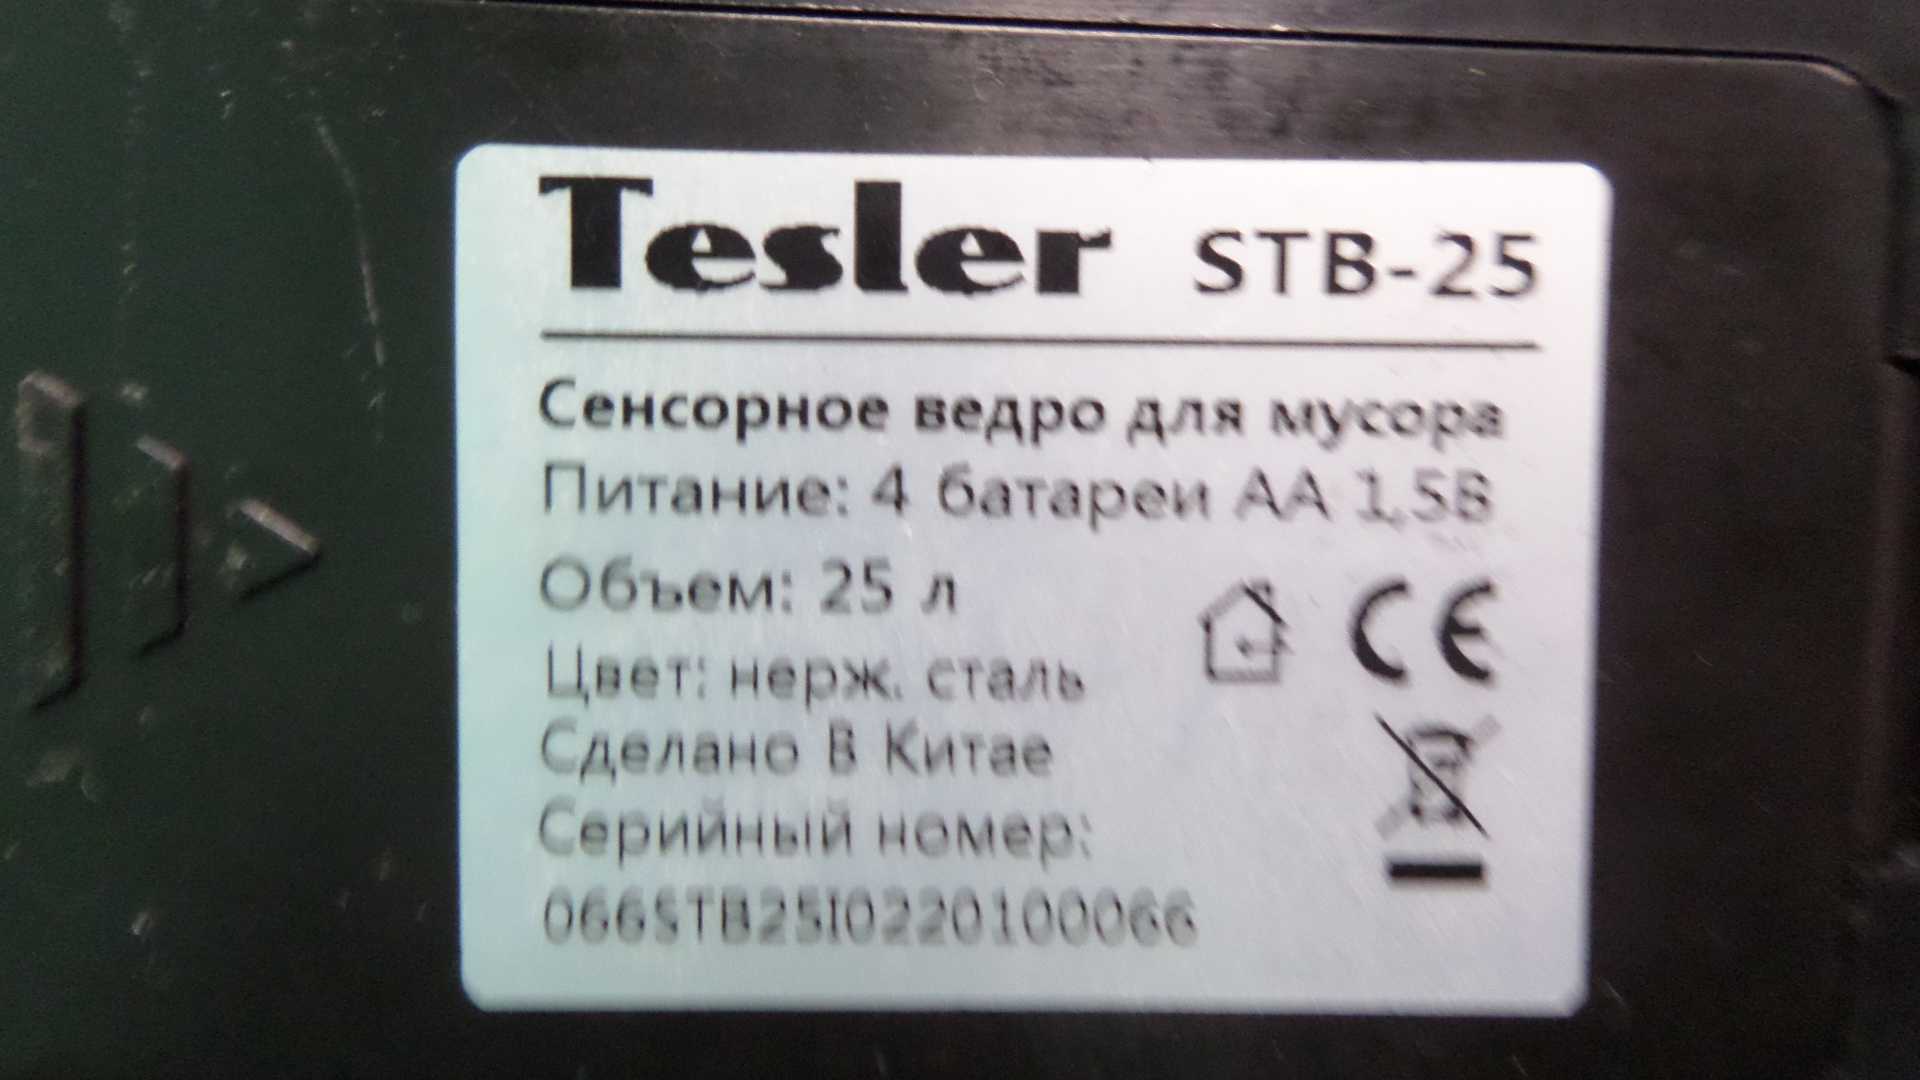 Tesler STB-25
Сенсорное ведро для мусора
Питание: 4 батареи АА 1,5В
Объем: 25 л
Цвет: нерж. сталь
CE
Сделано В Китае
Серийный номер:
066STB25I0220100066